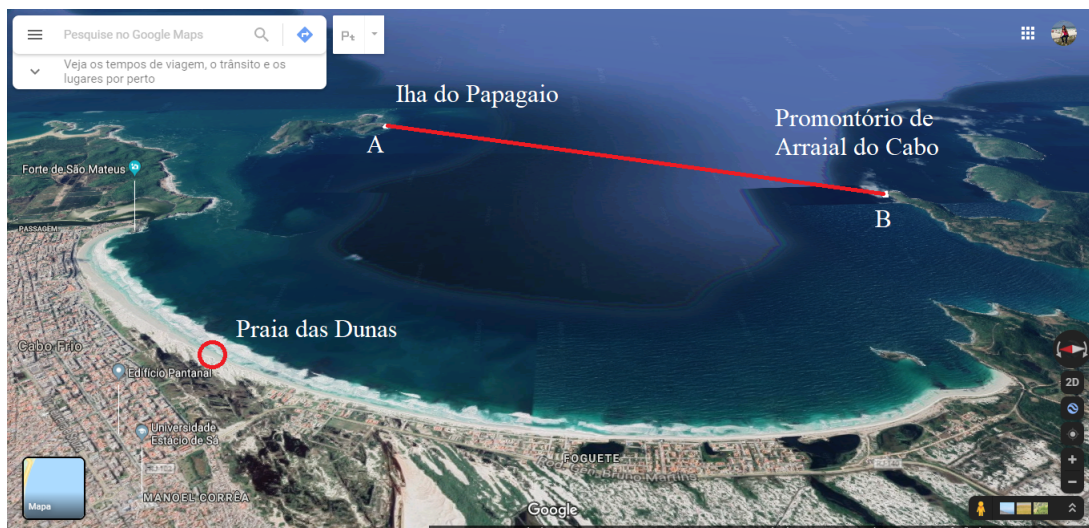 Pesquise no Google Maps
Veja os tempos de viagem, o trânsito e os
lugares por perto
Ilha do Papagaio
A
Promontório de
Arraial do Cabo
B
Forte de São Mateus
PASSAGEM
Praia das Dunas
Cabo Frio
Edifício Pantanal
Universidade
Estácio de Sá
FOGUETE
MANOEL CORRÊA
Mapa
Google
2D